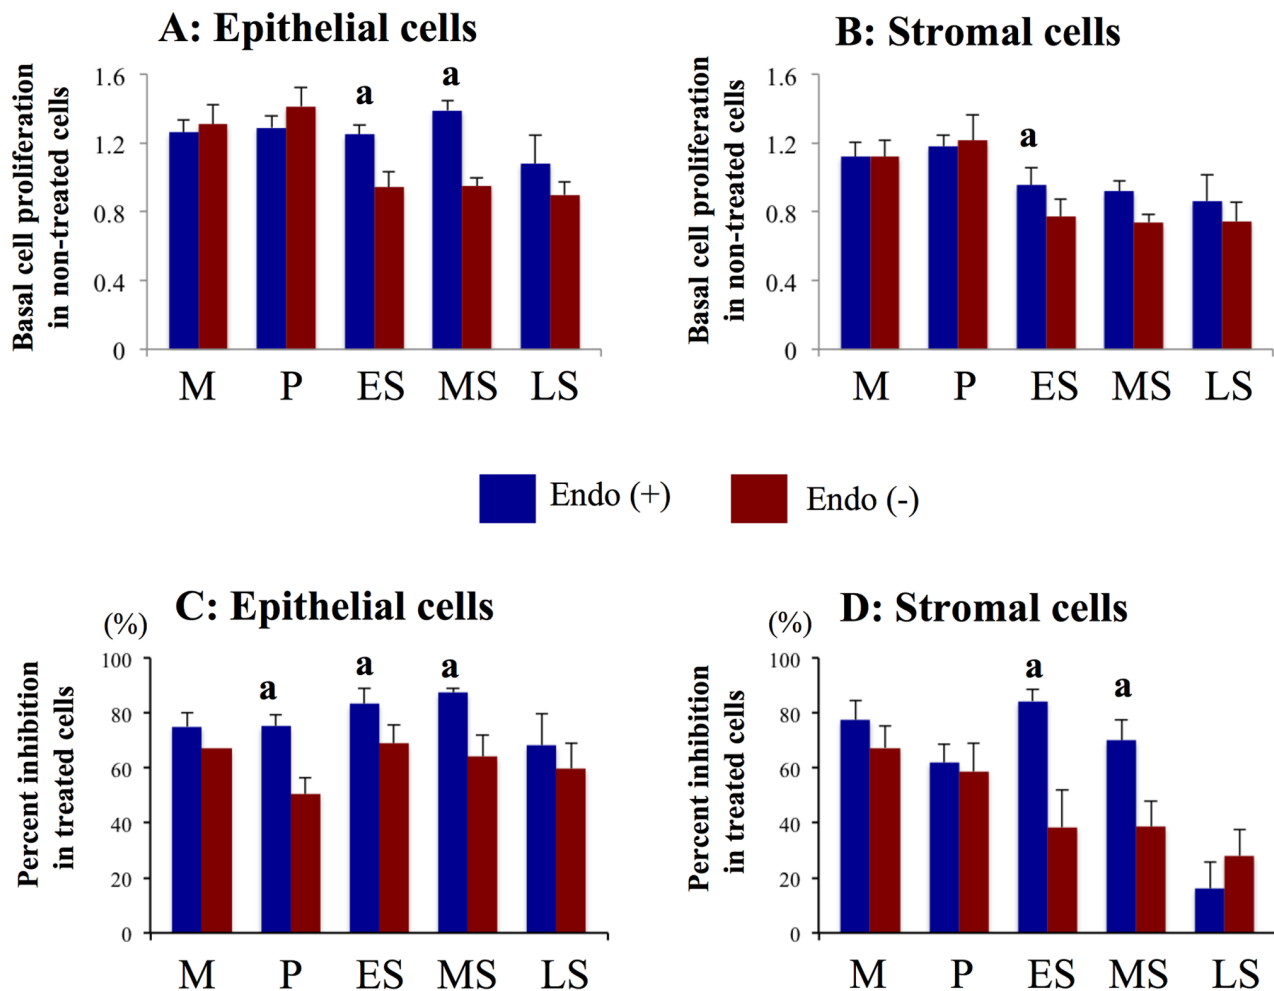 A: Epithelial cells
Basal cell proliferation
in non-treated cells
1.6
1.2
0.8
0.4
0
a
a
M P ES MS LS
B: Stromal cells
Basal cell proliferation
in non-treated cells
1.6
1.2
0.8
0.4
0
a
M P ES MS LS
Endo (+)
Endo (-)
C: Epithelial cells
(%)
Percent inhibition
in treated cells
100
80
60
40
20
0
a
a
a
M P ES MS LS
D: Stromal cells
(%)
Percent inhibition
in treated cells
100
80
60
40
20
0
a
a
M P ES MS LS